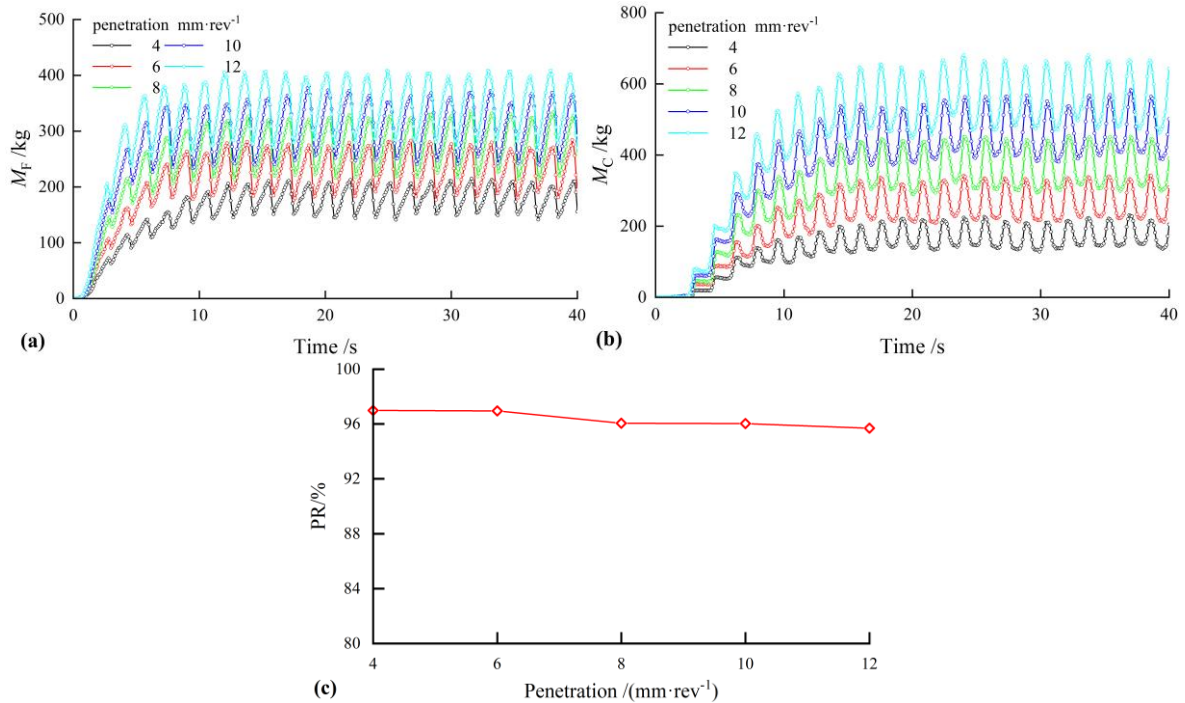 500
400
300
200
100
0
M_F /kg
penetration mm·rev⁻¹
4 10
6 12
8
0 10 20 30 40
Time /s
(a)
800
600
400
200
0
M_C /kg
penetration mm·rev⁻¹
4
6
8
10
12
0 10 20 30 40
Time /s
(b)
100
96
92
88
84
80
PR/%
4 6 8 10 12
Penetration /(mm·rev⁻¹)
(c)